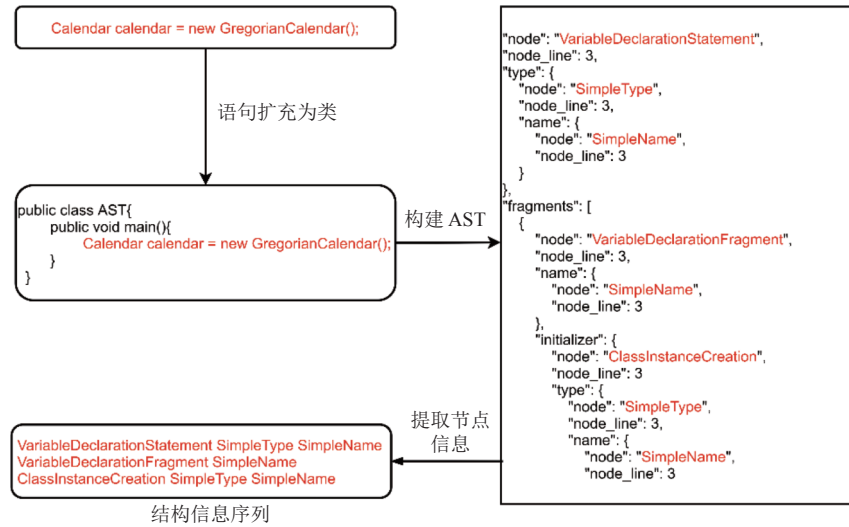 Calendar calendar = new GregorianCalendar();
语句扩充为类
public class AST{
public void main(){
Calendar calendar = new GregorianCalendar();
}
}
构建 AST
"node": "VariableDeclarationStatement",
"node_line": 3,
"type": {
"node": "SimpleType",
"node_line": 3,
"name": {
"node": "SimpleName",
"node_line": 3
}
},
"fragments": [
{
"node": "VariableDeclarationFragment",
"node_line": 3,
"name": {
"node": "SimpleName",
"node_line": 3
},
"initializer": {
"node": "ClassInstanceCreation",
"node_line": 3
"type": {
"node": "SimpleType",
"node_line": 3,
"name": {
"node": "SimpleName",
"node_line": 3
提取节点
信息
VariableDeclarationStatement SimpleType SimpleName
VariableDeclarationFragment SimpleName
ClassInstanceCreation SimpleType SimpleName
结构信息序列